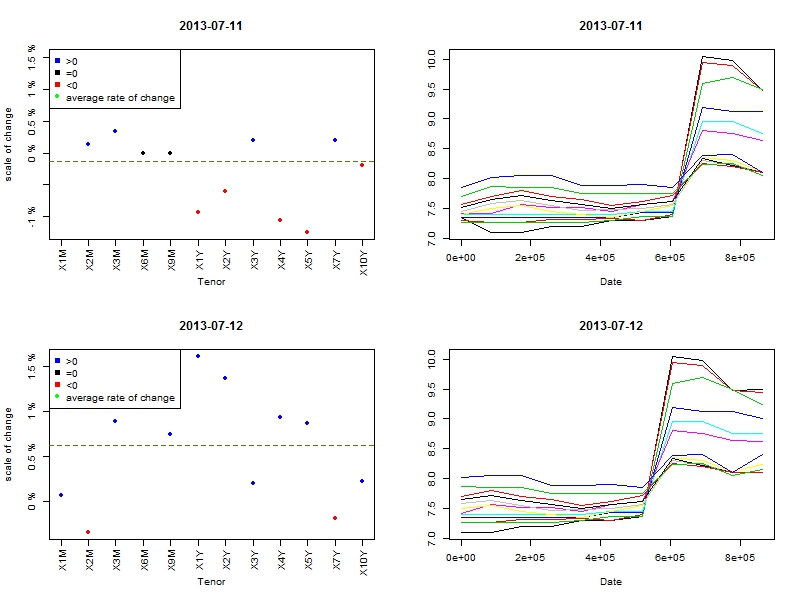 2013-07-11
scale of change
1.5 %
1 %
0.5 %
0 %
-1 %
>0
=0
<0
average rate of change
X1M
X2M
X3M
X6M
X9M
X1Y
X2Y
X3Y
X4Y
X5Y
X7Y
X10Y
Tenor
2013-07-11
10.0
9.5
9.0
8.5
8.0
7.5
7.0
0e+00
2e+05
4e+05
6e+05
8e+05
Date
2013-07-12
scale of change
1.5 %
1 %
0.5 %
0 %
>0
=0
<0
average rate of change
X1M
X2M
X3M
X6M
X9M
X1Y
X2Y
X3Y
X4Y
X5Y
X7Y
X10Y
Tenor
2013-07-12
10.0
9.5
9.0
8.5
8.0
7.5
7.0
0e+00
2e+05
4e+05
6e+05
8e+05
Date